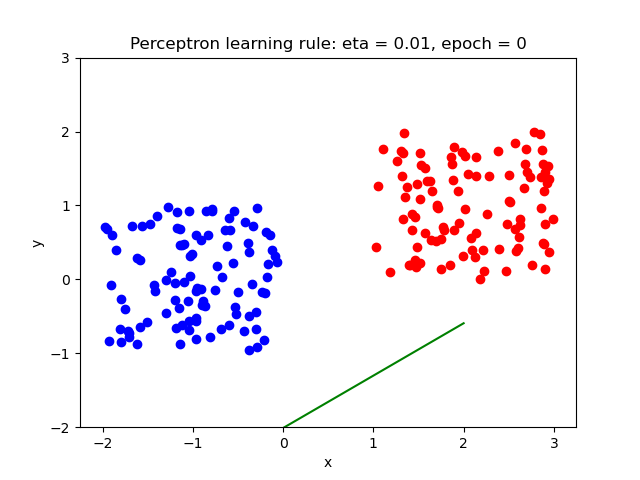 Perceptron learning rule: eta = 0.01, epoch = 0
3
2
1
0
−1
−2
y
−2 −1 0 1 2 3
x